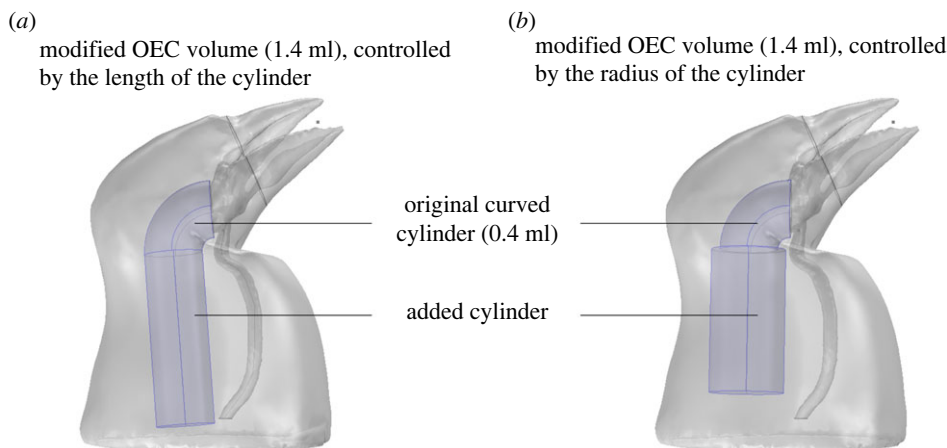 (a)
modified OEC volume (1.4 ml), controlled
by the length of the cylinder
(b)
modified OEC volume (1.4 ml), controlled
by the radius of the cylinder
original curved
cylinder (0.4 ml)
added cylinder